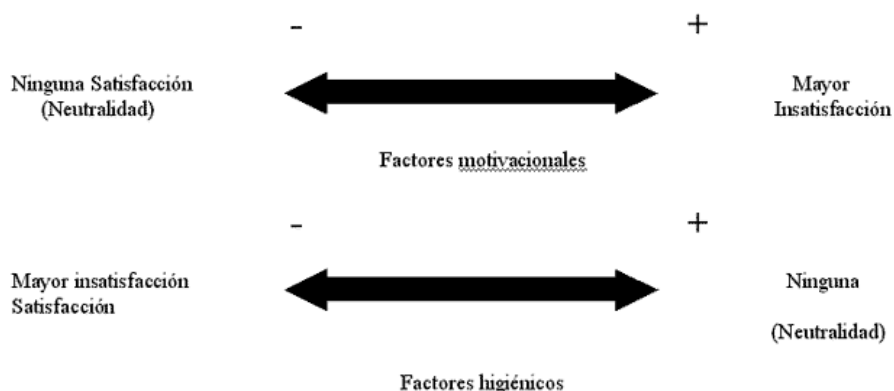 - +
Ninguna Satisfacción Mayor
(Neutralidad) Insatisfacción
Factores motivacionales
- +
Mayor insatisfacción Ninguna
Satisfacción
(Neutralidad)
Factores higiénicos